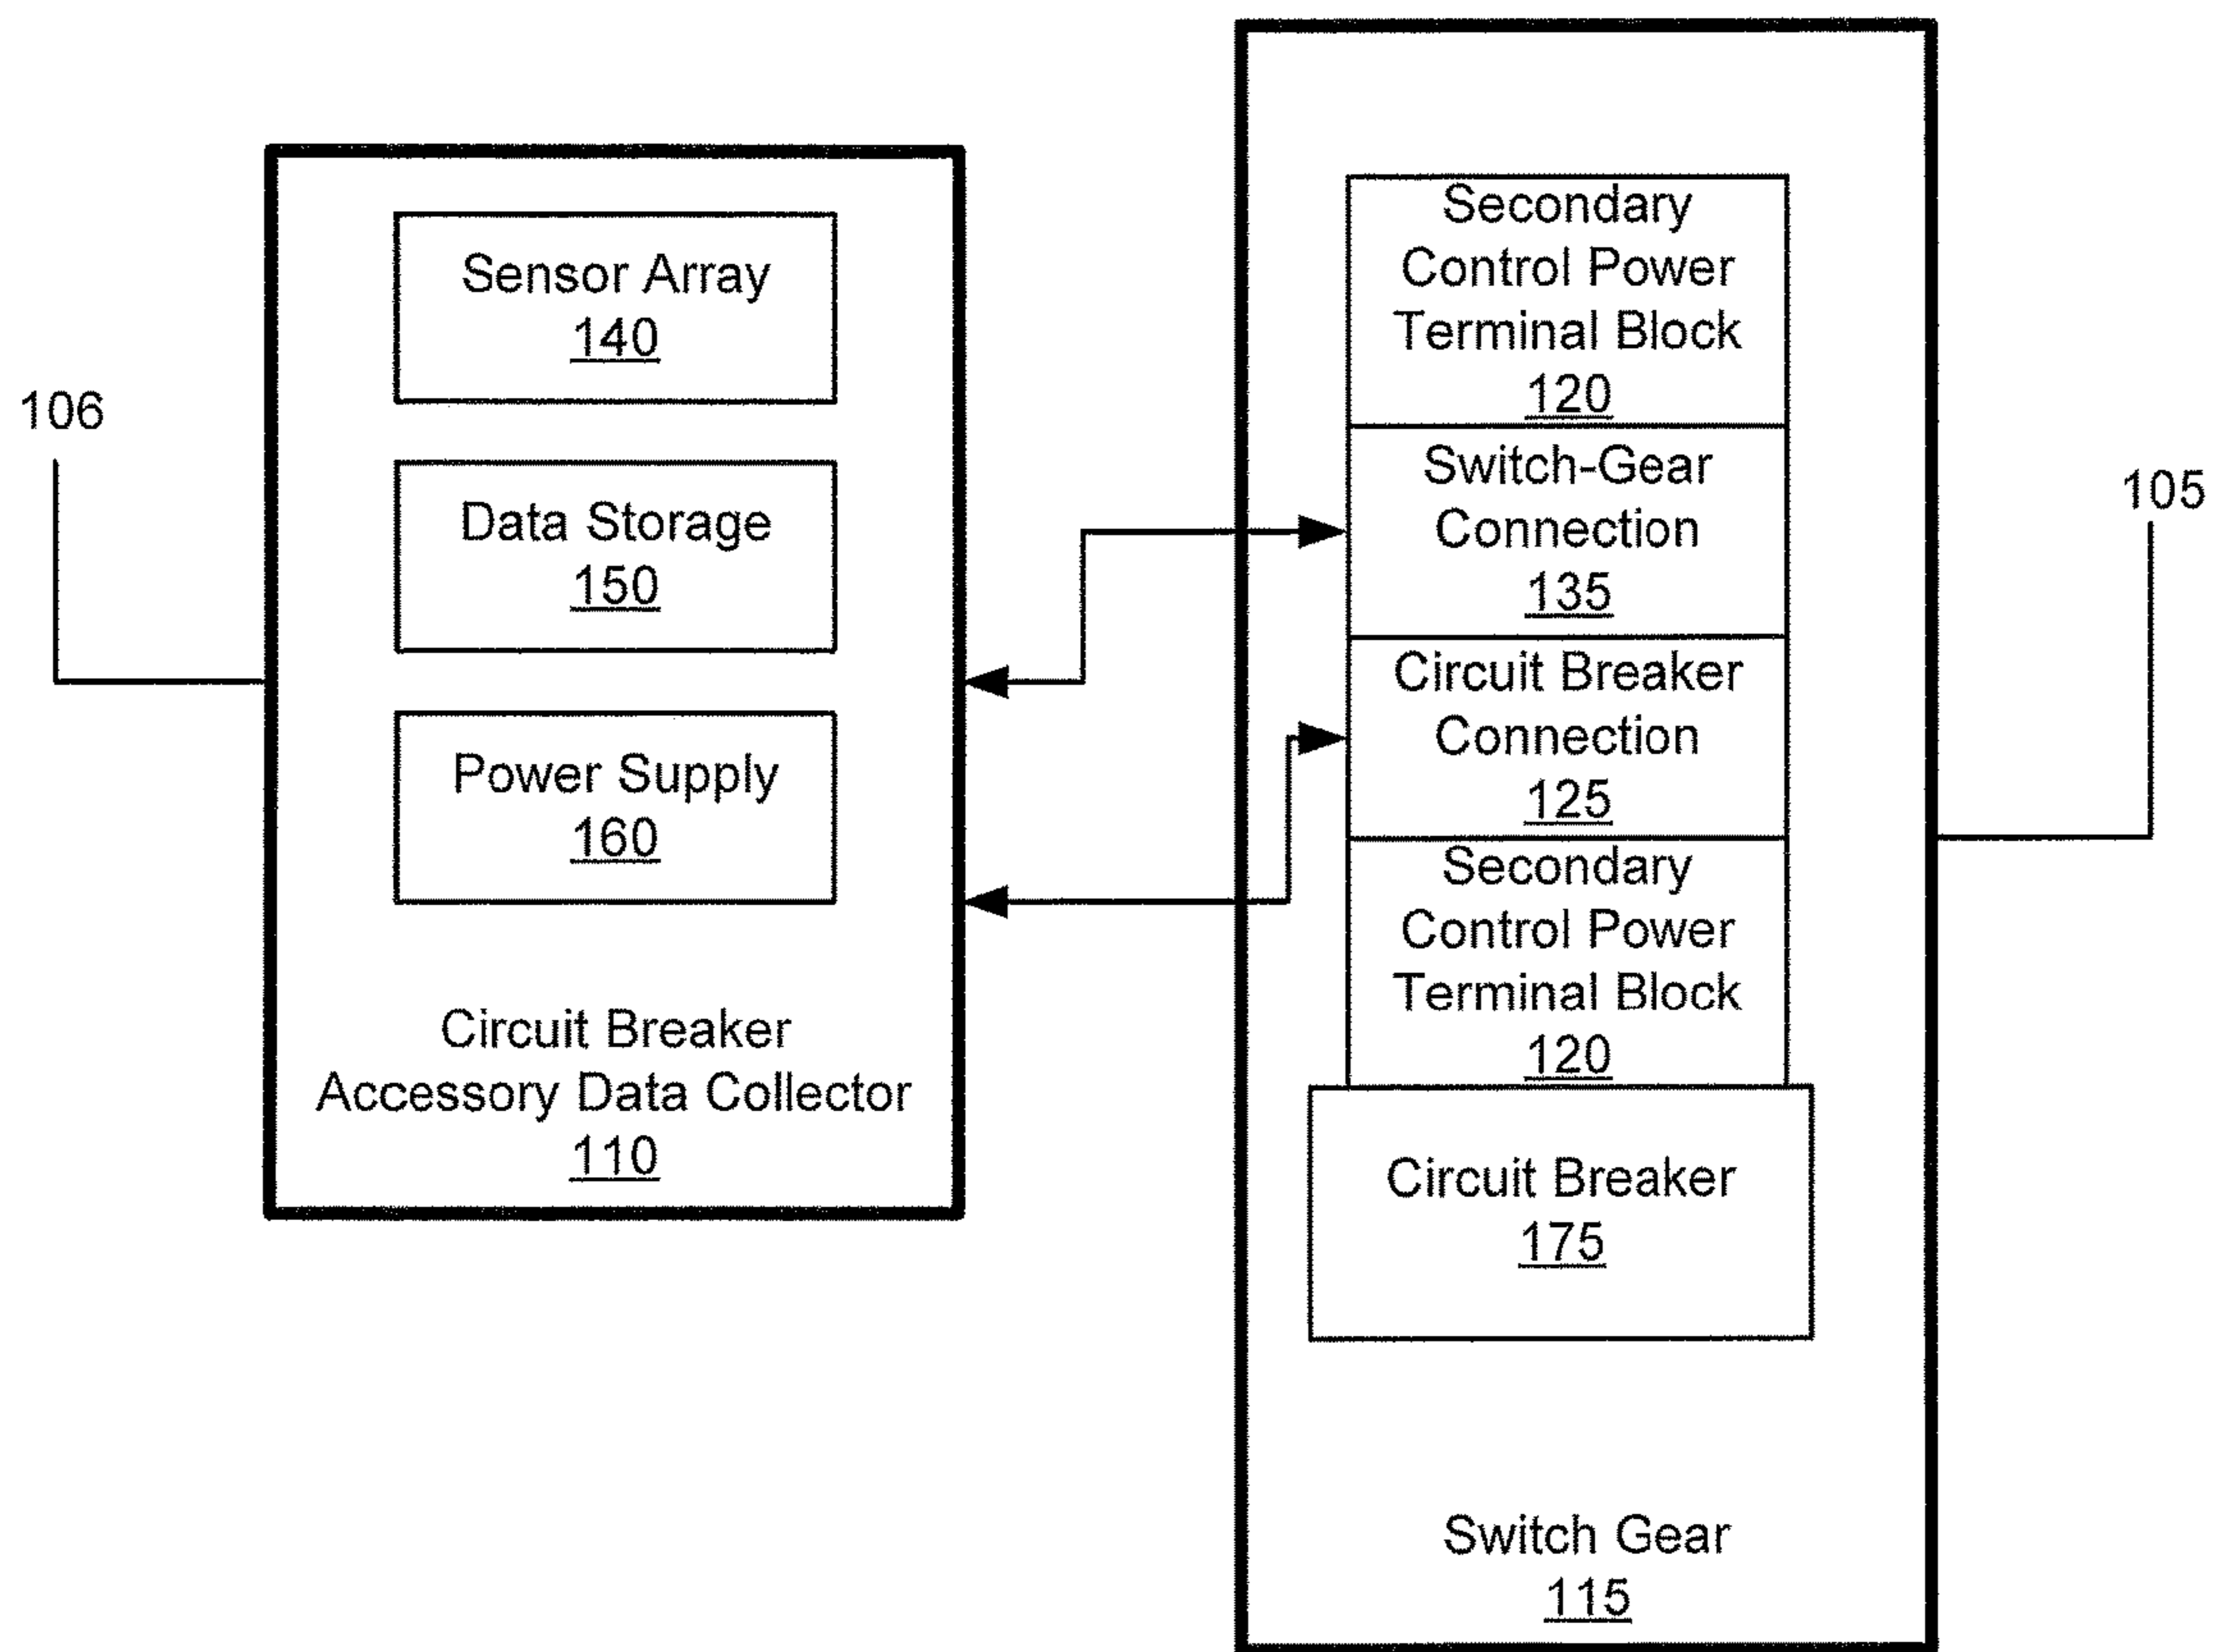 106
Sensor Array
140
Data Storage
150
Power Supply
160
Circuit Breaker
Accessory Data Collector
110
Secondary
Control Power
Terminal Block
120
Switch-Gear
Connection
135
Circuit Breaker
Connection
125
Secondary
Control Power
Terminal Block
120
Circuit Breaker
175
Switch Gear
115
105